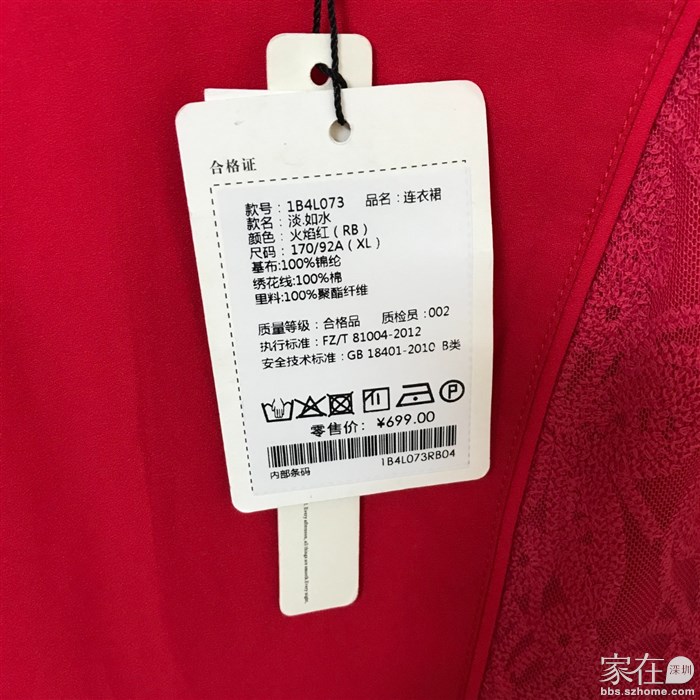 合格证
款号：1B4L073 品名：连衣裙
款名：淡.如水
颜色：火焰红（RB）
尺码：170/92A（XL）
基布:100%锦纶
绣花线:100%棉
里料:100%聚酯纤维
质量等级：合格品 质检员：002
执行标准：FZ/T 81004-2012
安全技术标准：GB 18401-2010 B类
P
零售价：¥699.00
1B4L073RB04
内部条码
家在 深圳
bbs.szhome.com